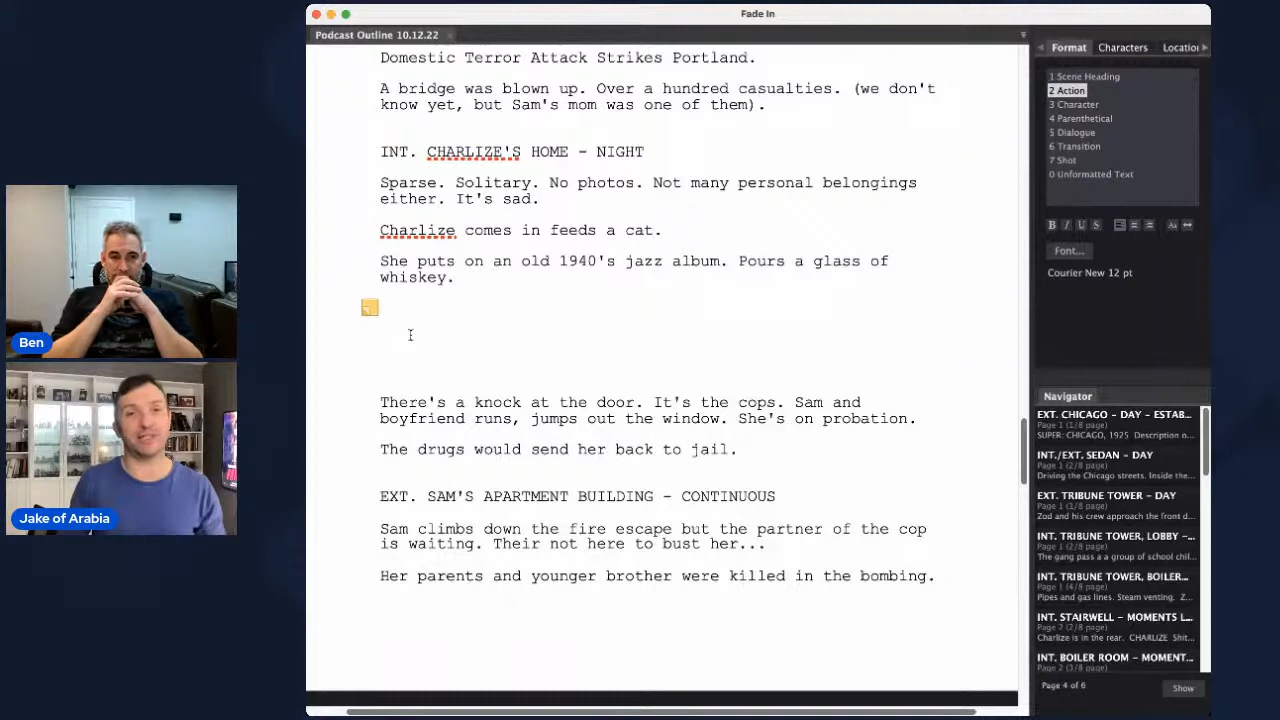 Fade In
Podcast Outline 10.12.22
Domestic Terror Attack Strikes Portland.
A bridge was blown up. Over a hundred casualties. (we don't
know yet, but Sam's mom was one of them).
INT. CHARLIZE'S HOME - NIGHT
Sparse. Solitary. No photos. Not many personal belongings
either. It's sad.
Charlize comes in feeds a cat.
She puts on an old 1940's jazz album. Pours a glass of
whiskey.
There's a knock at the door. It's the cops. Sam and
boyfriend runs, jumps out the window. She's on probation.
The drugs would send her back to jail.
EXT. SAM'S APARTMENT BUILDING - CONTINUOUS
Sam climbs down the fire escape but the partner of the cop
is waiting. Their not here to bust her...
Her parents and younger brother were killed in the bombing.
Ben
Jake of Arabia
Format Characters Location
1 Scene Heading
2 Action
3 Character
4 Parenthetical
5 Dialogue
6 Transition
7 Shot
0 Unformatted Text
B I U S
Font...
Courier New 12 pt
Navigator
EXT. CHICAGO - DAY - ESTAB...
Page 1 (1/8 page)
SUPER: CHICAGO, 1925 Description o...
INT./EXT. SEDAN - DAY
Page 1 (2/8 page)
Driving the Chicago streets. Inside the...
EXT. TRIBUNE TOWER - DAY
Page 1 (2/8 page)
Zod and his crew approach the front d...
INT. TRIBUNE TOWER, LOBBY -...
Page 1 (2/8 page)
The gang pass a a group of school chil...
INT. TRIBUNE TOWER, BOILER...
Page 1 (4/8 page)
Pipes and gas lines. Steam venting. Z...
INT. STAIRWELL - MOMENTS L...
Page 2 (2/8 page)
Charlize is in the rear. CHARLIZE Shit...
INT. BOILER ROOM - MOMENT...
Page 2 (3/8 page)
Page 4 of 6
Show